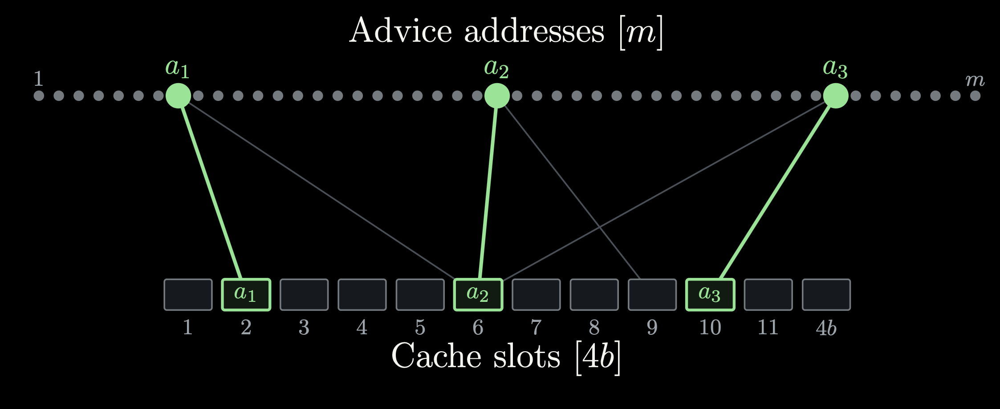 Advice addresses [m]
a₁ a₂ a₃
1 m
a₁ a₂ a₃
1 2 3 4 5 6 7 8 9 10 11 4b
Cache slots [4b]